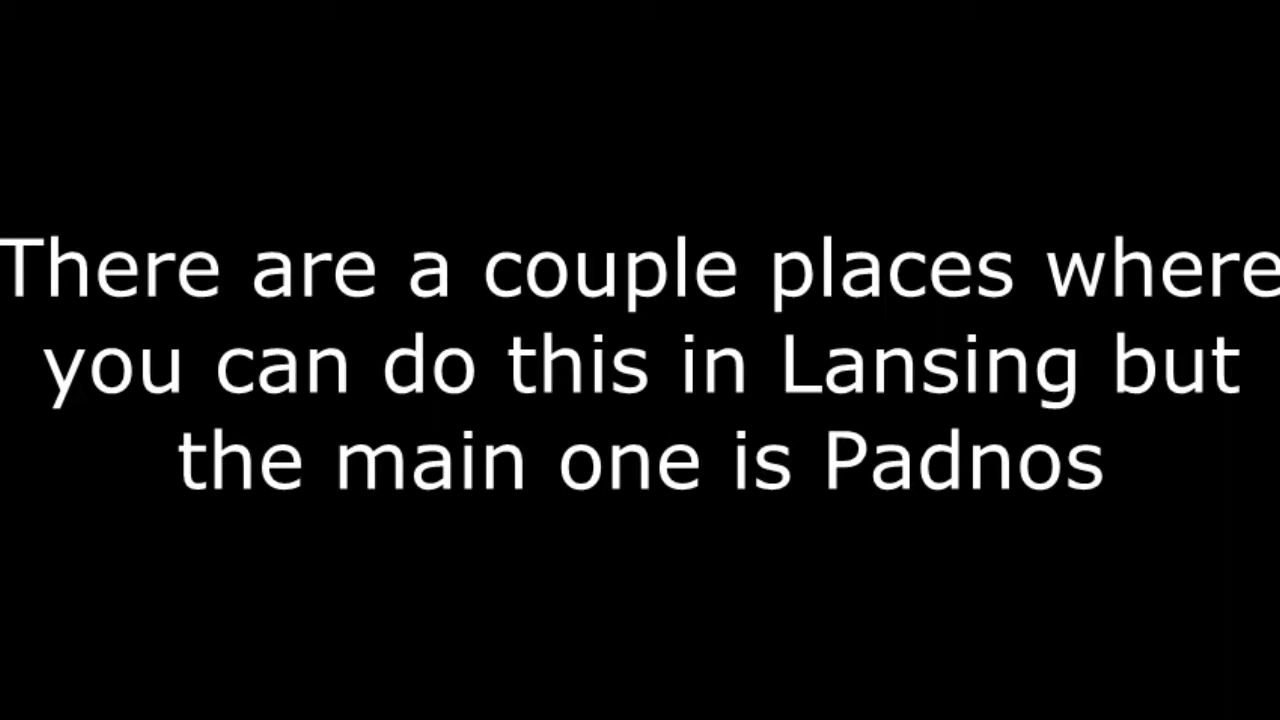 There are a couple places where
you can do this in Lansing but
the main one is Padnos